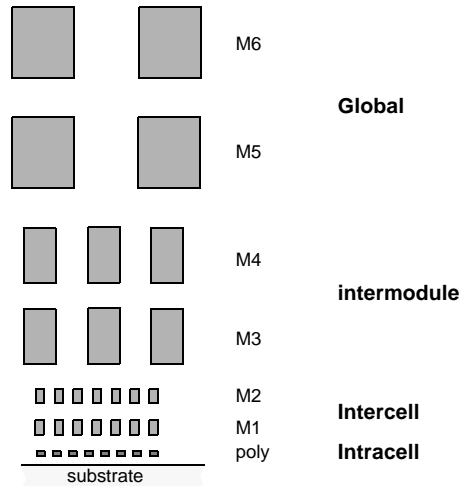 M6
Global
M5
M4
intermodule
M3
M2
Intercell
M1
poly
Intracell
substrate